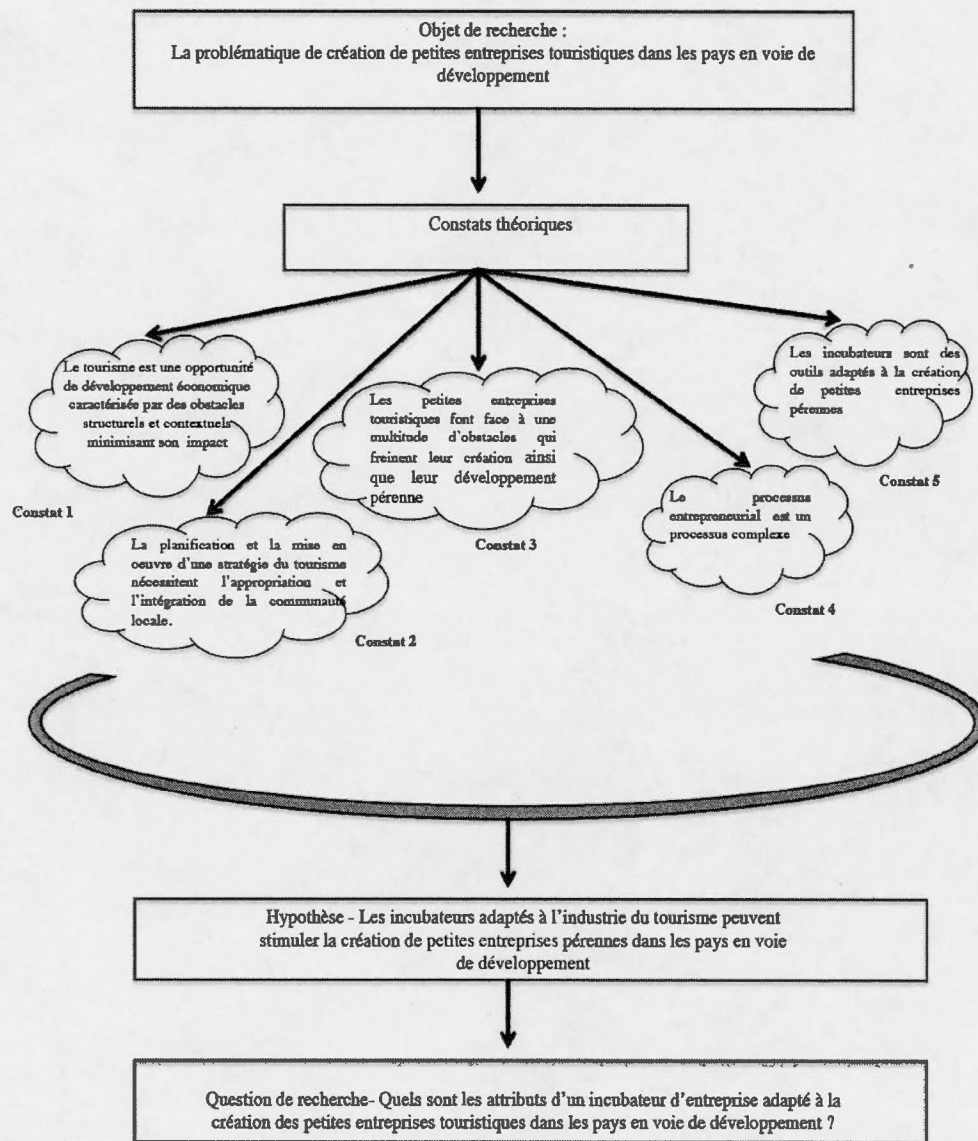 Objet de recherche :
La problématique de création de petites entreprises touristiques dans les pays en voie de
développement
Constats théoriques
Le tourisme est une opportunité
de développement économique
caractérisée par des obstacles
structurels et contextuels
minimisant son impact
Constat 1
La planification et la mise en
oeuvre d'une stratégie du tourisme
nécessitent l'appropriation et
l'intégration de la communauté
locale.
Constat 2
Les petites entreprises
touristiques font face à une
multitude d'obstacles qui
freinent leur création ainsi
que leur développement
pérenne
Constat 3
Le processus
entrepreneurial est un
processus complexe
Constat 4
Les incubateurs sont des
outils adaptés à la création
de petites entreprises
pérennes
Constat 5
Hypothèse - Les incubateurs adaptés à l'industrie du tourisme peuvent
stimuler la création de petites entreprises pérennes dans les pays en voie
de développement
Question de recherche- Quels sont les attributs d'un incubateur d'entreprise adapté à la
création des petites entreprises touristiques dans les pays en voie de développement ?